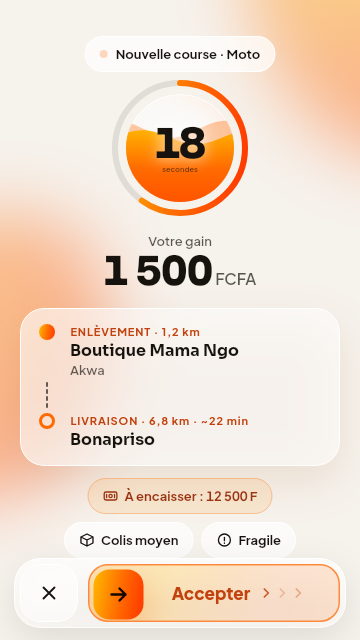 Nouvelle course · Moto
18
secondes
Votre gain
1 500 FCFA
ENLÈVEMENT · 1,2 km
Boutique Mama Ngo
Akwa
LIVRAISON · 6,8 km · ~22 min
Bonapriso
À encaisser : 12 500 F
Colis moyen
Fragile
Accepter